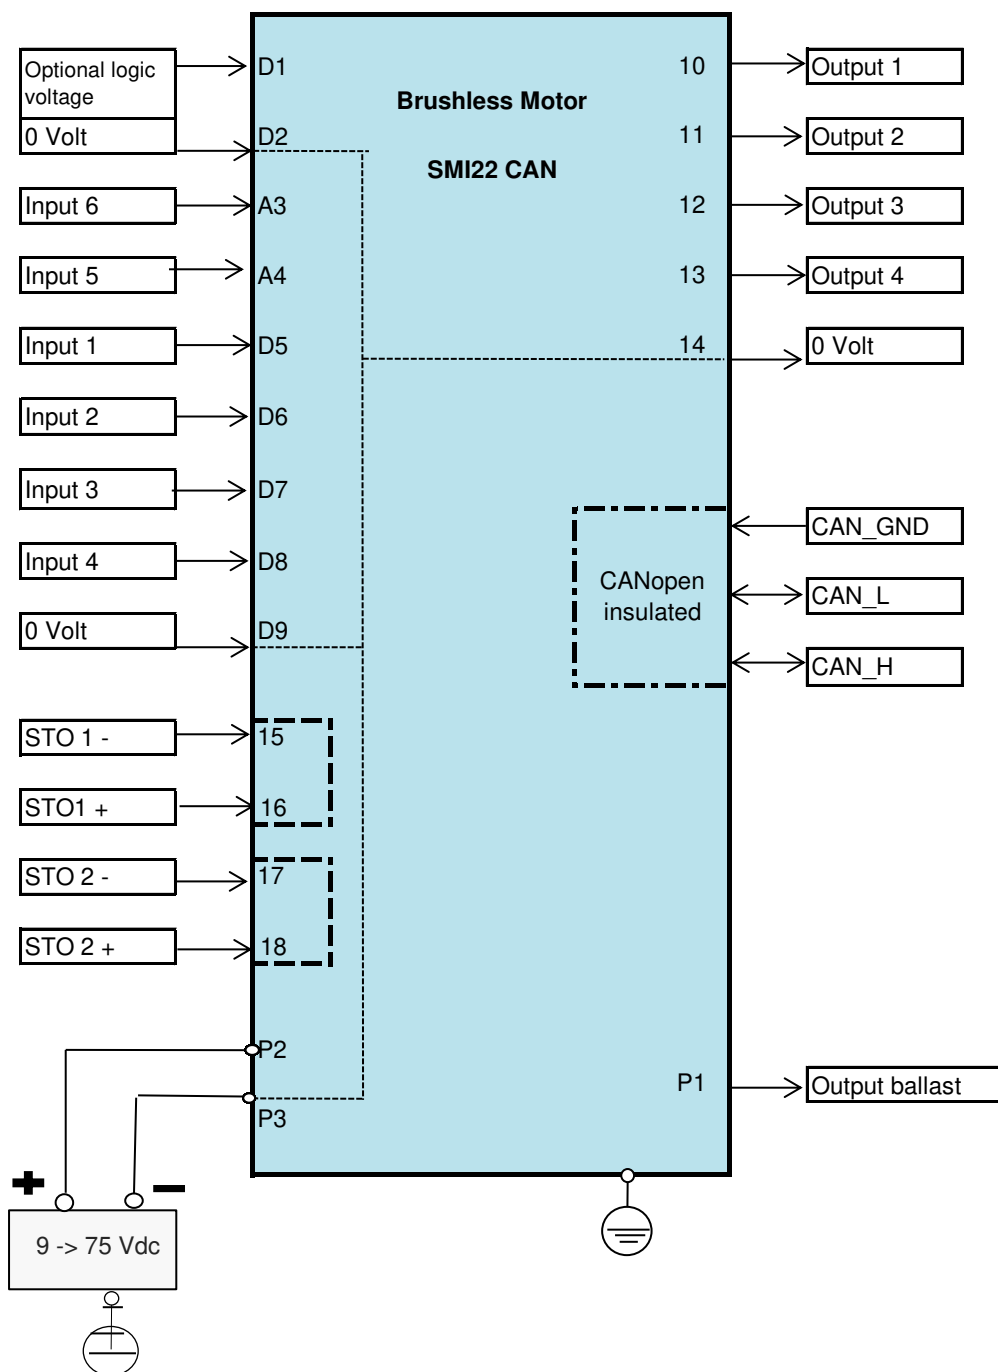 Brushless Motor
SMI22 CAN
Optional logic
voltage
D1
0 Volt
D2
Input 6
A3
Input 5
A4
Input 1
D5
Input 2
D6
Input 3
D7
Input 4
D8
0 Volt
D9
STO 1 -
15
STO1 +
16
STO 2 -
17
STO 2 +
18
P2
P3
+
–
9 -> 75 Vdc
10
Output 1
11
Output 2
12
Output 3
13
Output 4
14
0 Volt
CANopen
insulated
CAN_GND
CAN_L
CAN_H
P1
Output ballast